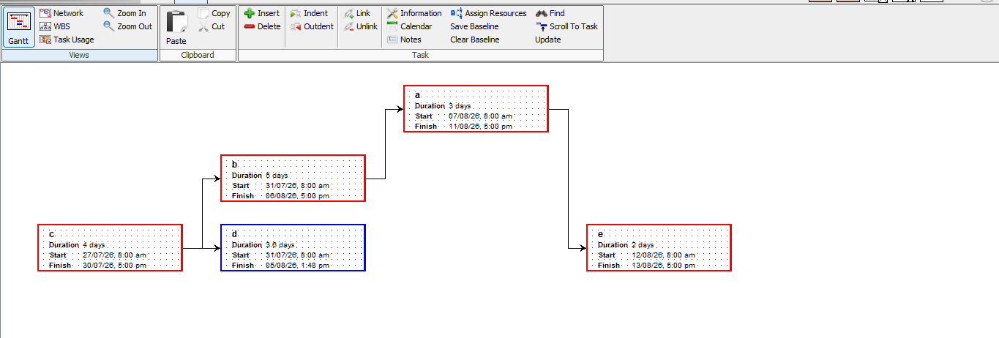 Network
WBS
Task Usage
Gantt
Zoom In
Zoom Out
Views
Paste
Copy
Cut
Clipboard
Insert
Delete
Indent
Outdent
Link
Unlink
Information
Calendar
Notes
Assign Resources
Save Baseline
Clear Baseline
Find
Scroll To Task
Update
Task
a
Duration 3 days
Start 07/08/26, 8:00 am
Finish 11/08/26, 5:00 pm
b
Duration 5 days
Start 31/07/26, 8:00 am
Finish 06/08/26, 5:00 pm
c
Duration 4 days
Start 27/07/26, 8:00 am
Finish 30/07/26, 5:00 pm
d
Duration 3.6 days
Start 31/07/26, 8:00 am
Finish 05/08/26, 1:48 pm
e
Duration 2 days
Start 12/08/26, 8:00 am
Finish 13/08/26, 5:00 pm